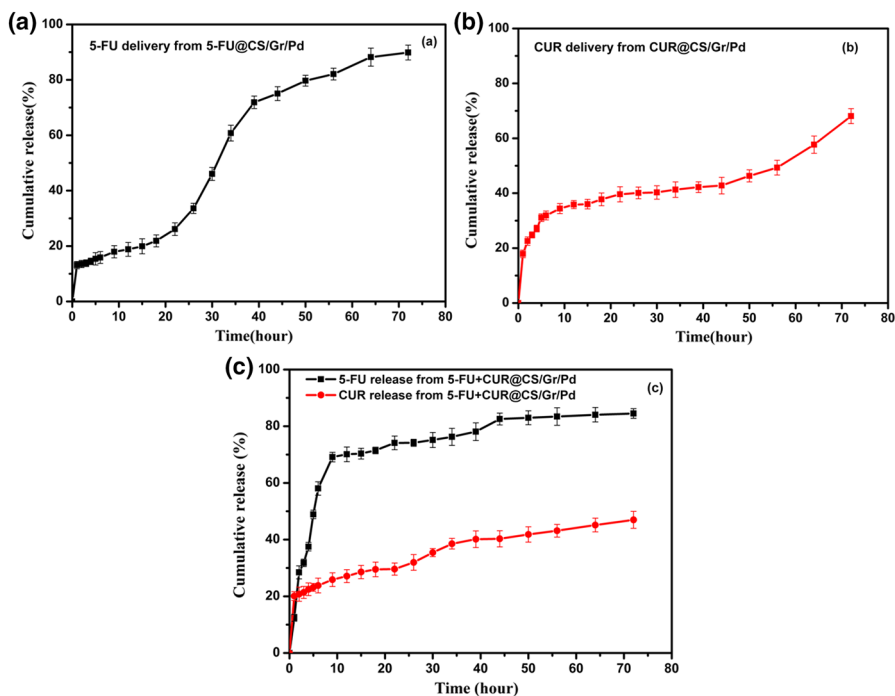 (a)
5-FU delivery from 5-FU@CS/Gr/Pd
(a)
Cumulative release(%)
100
80
60
40
20
0
0 10 20 30 40 50 60 70 80
Time(hour)
(b)
CUR delivery from CUR@CS/Gr/Pd
(b)
Cumulative release(%)
100
80
60
40
20
0
0 10 20 30 40 50 60 70 80
Time(hour)
(c)
5-FU release from 5-FU+CUR@CS/Gr/Pd
CUR release from 5-FU+CUR@CS/Gr/Pd
(c)
Cumulative release (%)
100
80
60
40
20
0
0 10 20 30 40 50 60 70 80
Time (hour)